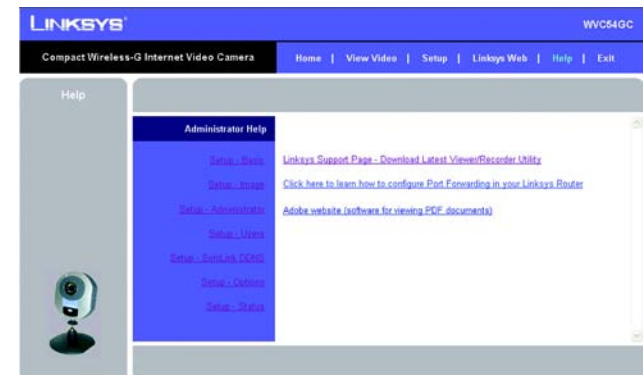 LINKSYS
WVC54GC
Compact Wireless-G Internet Video Camera
Home | View Video | Setup | Linksys Web | Help | Exit
Help
Administrator Help
Setup - Basic
Setup - Image
Setup - Administrator
Setup - Users
Setup - SoloLink DDNS
Setup - Options
Setup - Status
Linksys Support Page - Download Latest Viewer/Recorder Utility
Click here to learn how to configure Port Forwarding in your Linksys Router
Adobe website (software for viewing PDF documents)